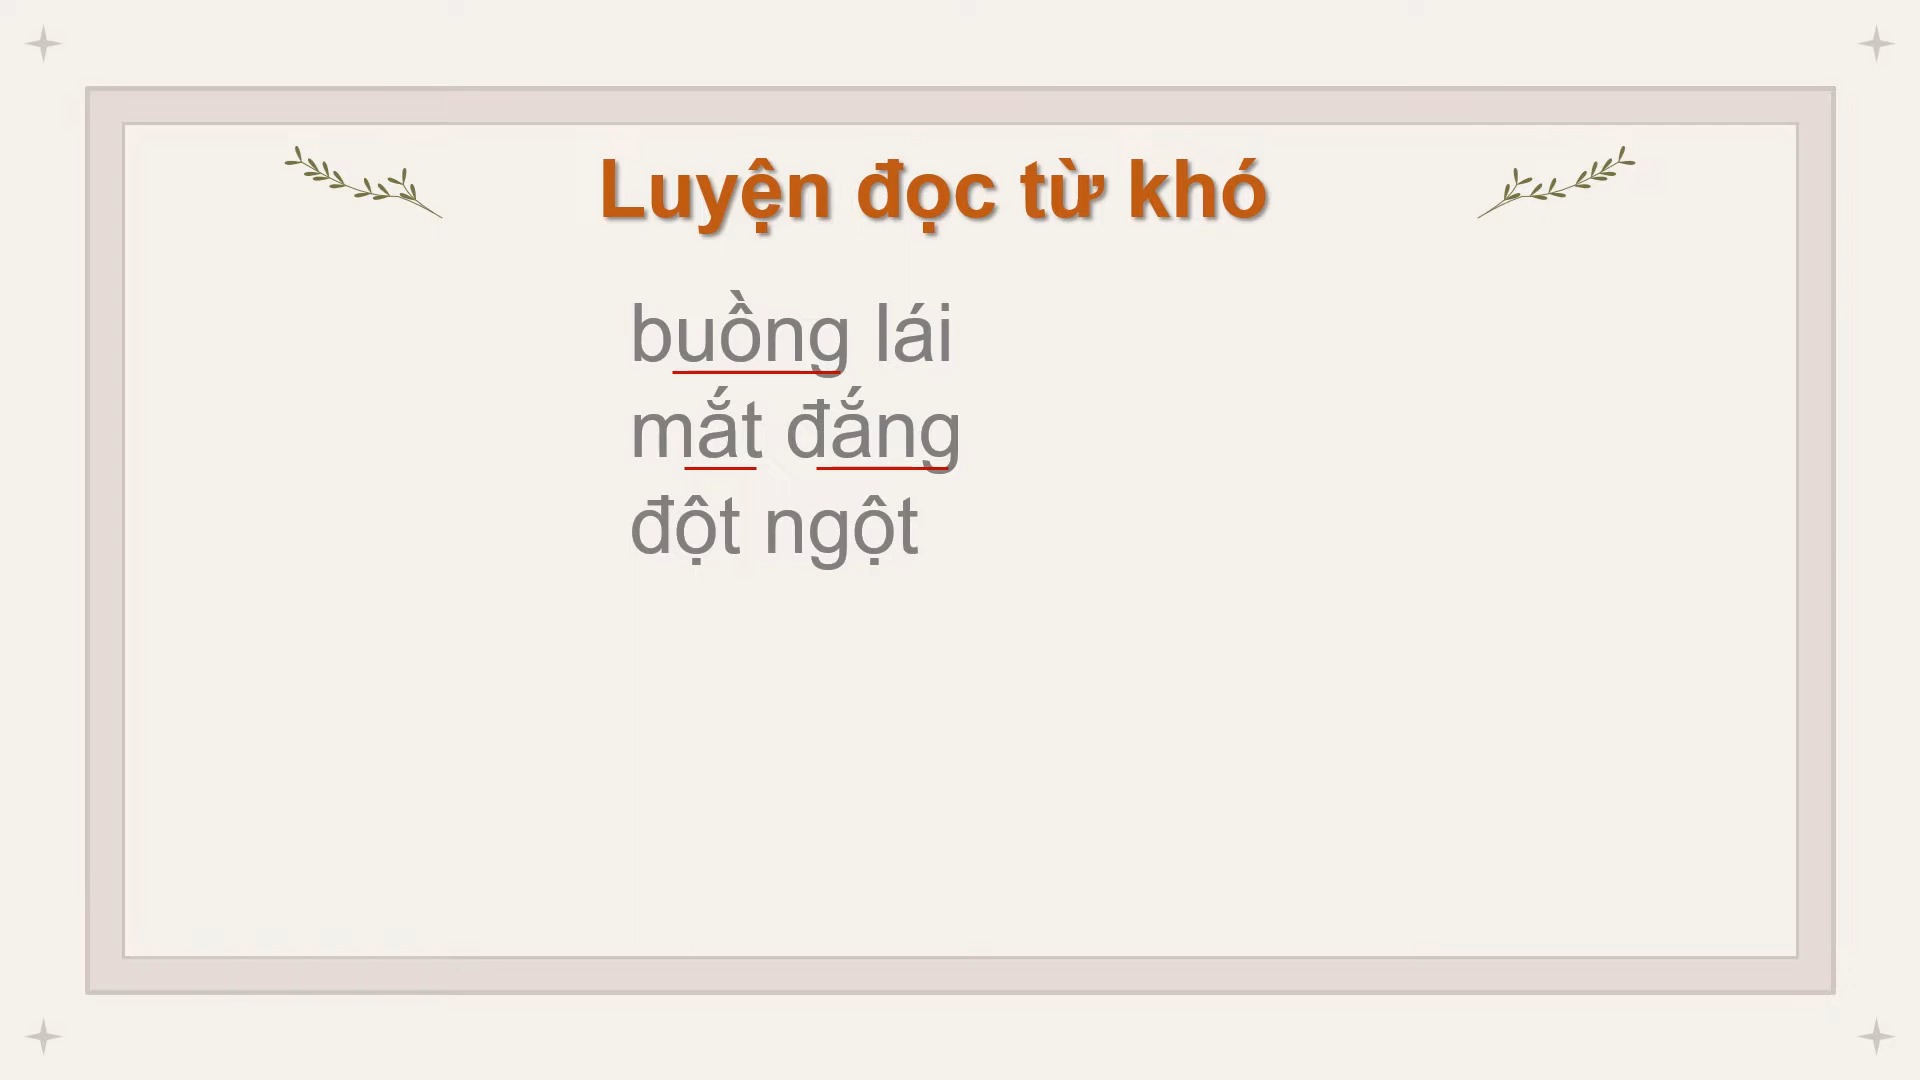 Luyện đọc từ khó
buồng lái
mắt đắng
đột ngột